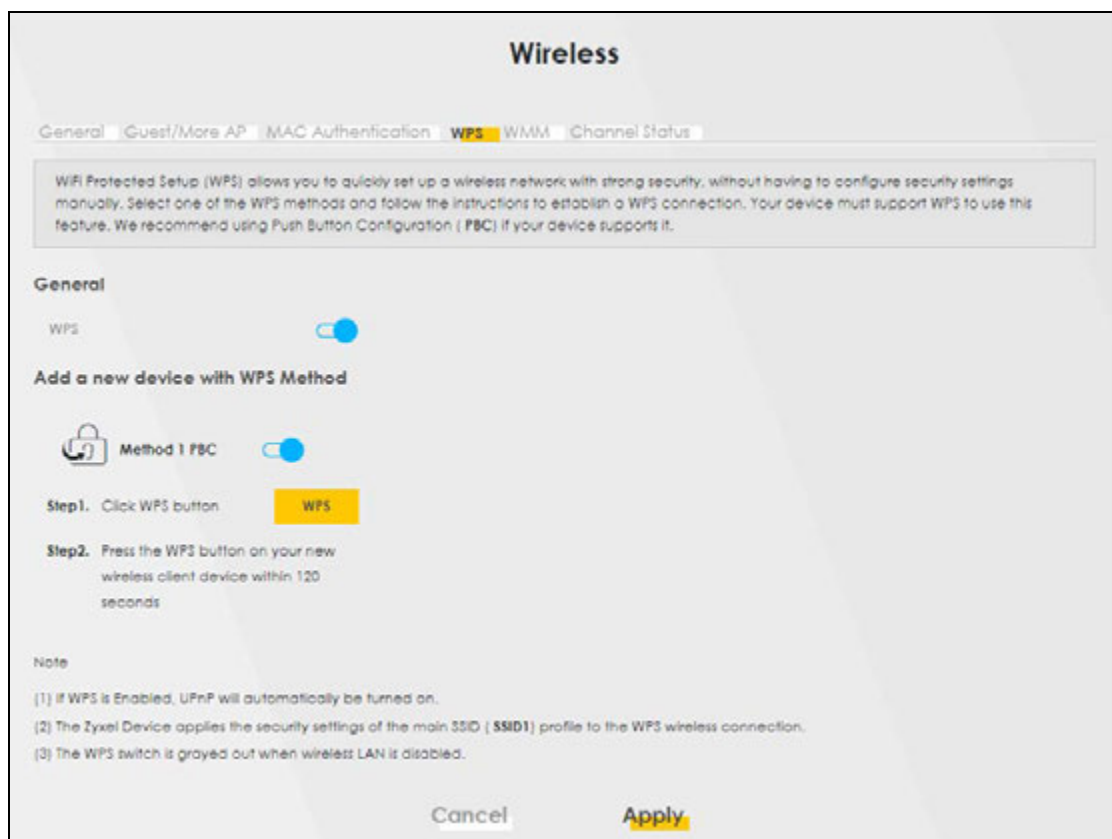 Wireless
General Guest/More AP MAC Authentication WPS WMM Channel Status
WiFi Protected Setup (WPS) allows you to quickly set up a wireless network with strong security, without having to configure security settings
manually. Select one of the WPS methods and follow the instructions to establish a WPS connection. Your device must support WPS to use this
feature. We recommend using Push Button Configuration ( PBC) if your device supports it.
General
WPS
Add a new device with WPS Method
Method 1 PBC
Step1. Click WPS button WPS
Step2. Press the WPS button on your new
wireless client device within 120
seconds
Note
(1) If WPS is Enabled, UPnP will automatically be turned on.
(2) The Zyxel Device applies the security settings of the main SSID ( SSID1) profile to the WPS wireless connection.
(3) The WPS switch is grayed out when wireless LAN is disabled.
Cancel Apply